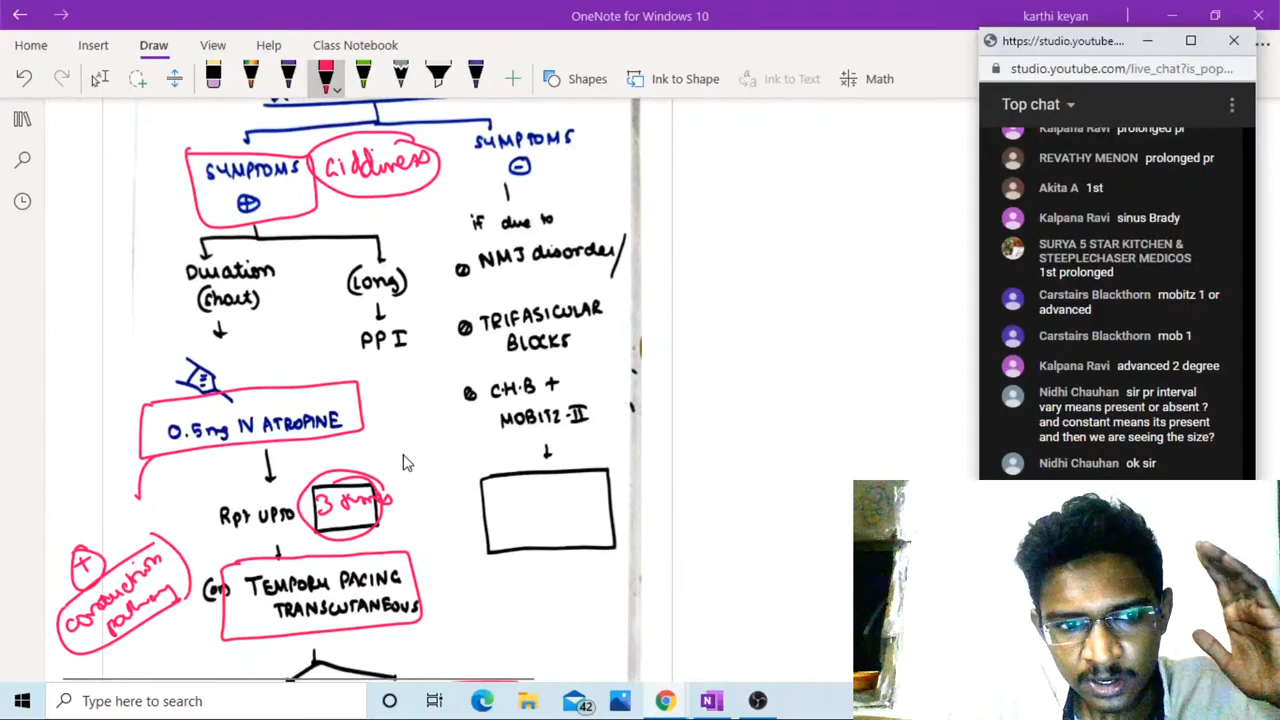 OneNote for Windows 10
karthi keyan
Home
Insert
Draw
View
Help
Class Notebook
Shapes
Ink to Shape
Ink to Text
Math
SYMPTOMS
giddiness
+
SYMPTOMS
-
if due to
NMJ disorder/
TRIFASICULAR
BLOCKS
C.H.B +
MOBITZ-II
Duration
(short)
(long)
PPI
0.5mg IV ATROPINE
Rpt upto
3 times
+
conduction
pathway
(or)
TEMPORM PACING
TRANSCUTANEOUS
https://studio.youtube....
studio.youtube.com/live_chat?is_pop...
Top chat
Kalpana Ravi prolonged pr
REVATHY MENON prolonged pr
Akita A 1st
Kalpana Ravi sinus Brady
SURYA 5 STAR KITCHEN &
STEEPLECHASER MEDICOS
1st prolonged
Carstairs Blackthorn mobitz 1 or
advanced
Carstairs Blackthorn mob 1
Kalpana Ravi advanced 2 degree
Nidhi Chauhan sir pr interval
vary means present or absent ?
and constant means its present
and then we are seeing the size?
Nidhi Chauhan ok sir
Type here to search
42